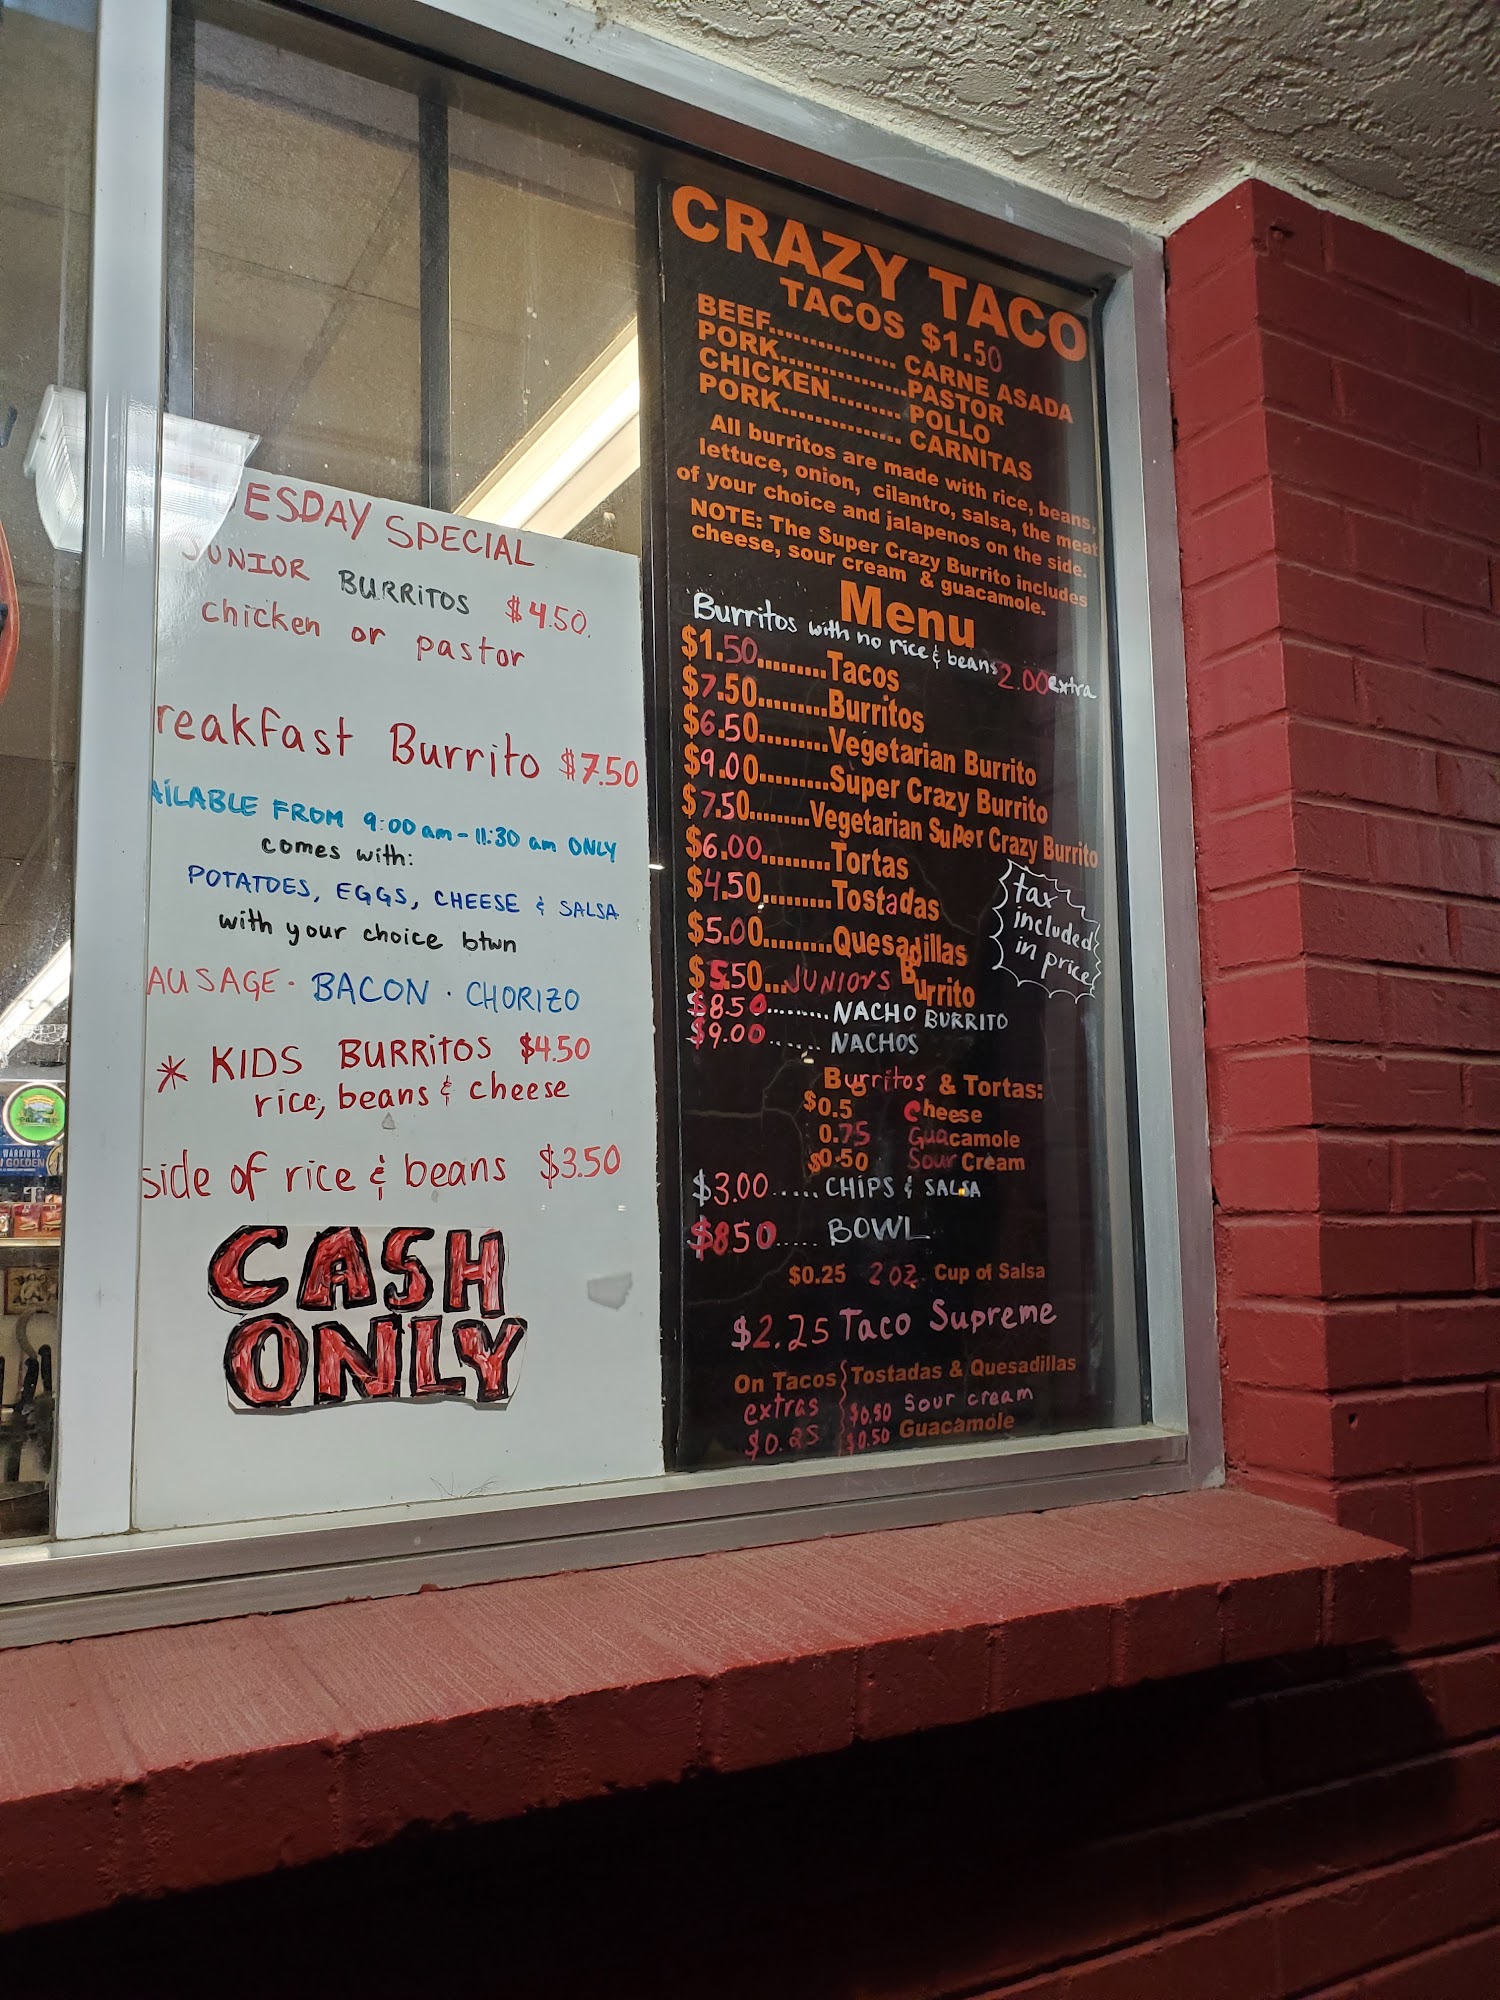 ESDAY SPECIAL
JUNIOR BURRITOS $4.50.
chicken or pastor
reakfast Burrito $7.50
AILABLE FROM 9:00 am - 11:30 am ONLY
comes with:
POTATOES, EGGS, CHEESE & SALSA
with your choice btwn
AUSAGE · BACON · CHORIZO
* KIDS BURRITOS $4.50
rice, beans & cheese
side of rice & beans $3.50
CASH
ONLY
CRAZY TACO
TACOS $1.50
BEEF................ CARNE ASADA
PORK................PASTOR
CHICKEN.......... POLLO
PORK............... CARNITAS
All burritos are made with rice, beans,
lettuce, onion, cilantro, salsa, the meat
of your choice and jalapenos on the side.
NOTE: The Super Crazy Burrito includes
cheese, sour cream & guacamole.
Menu
Burritos with no rice & beans 2.00 extra
$1.50.........Tacos
$7.50.........Burritos
$6.50.........Vegetarian Burrito
$9.00.........Super Crazy Burrito
$7.50.........Vegetarian Super Crazy Burrito
$6.00.........Tortas
$4.50.........Tostadas
$5.00.........Quesadillas
$5.50...JUNIORS Burrito
$8.50......... NACHO BURRITO
$9.00...... NACHOS
tax
included
in price
Burritos & Tortas:
$0.5 Cheese
0.75 Guacamole
$0.50 Sour Cream
$3.00..... CHIPS & SALSA
$8.50..... BOWL
$0.25 2 oz Cup of Salsa
$2.25 Taco Supreme
On Tacos Tostadas & Quesadillas
extras $0.50 Sour cream
$0.25 $0.50 Guacamole
WARRIORS
GOLDEN